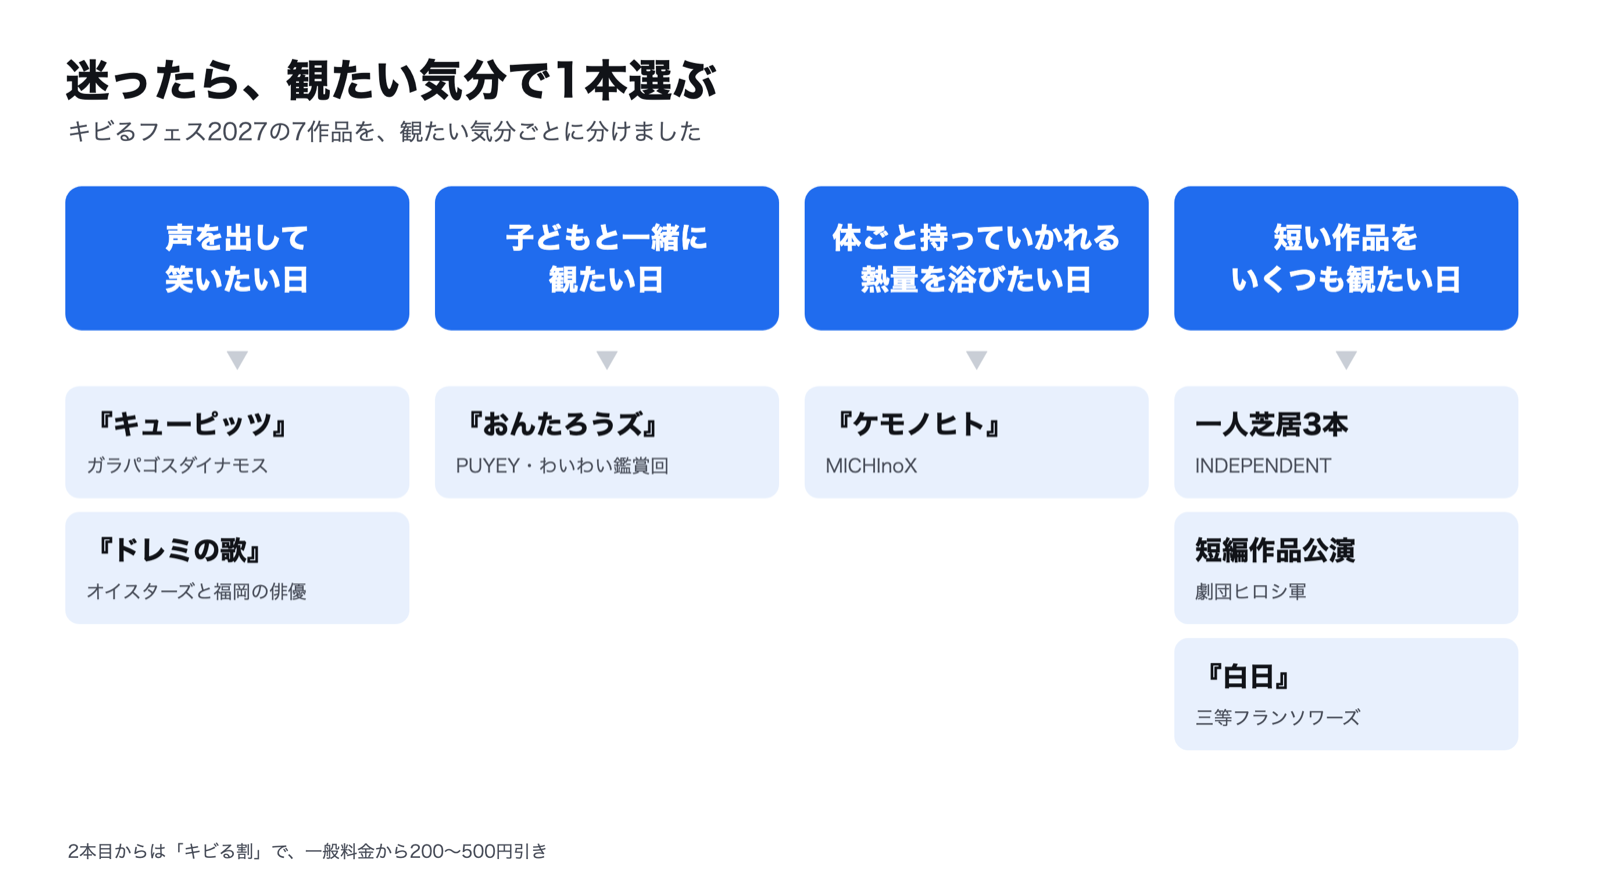 迷ったら、観たい気分で1本選ぶ
キビるフェス2027の7作品を、観たい気分ごとに分けました
声を出して
笑いたい日
『キューピッツ』
ガラパゴスダイナモス
『ドレミの歌』
オイスターズと福岡の俳優
子どもと一緒に
観たい日
『おんたろうズ』
PUYEY・わいわい鑑賞回
体ごと持っていかれる
熱量を浴びたい日
『ケモノヒト』
MICHInoX
短い作品を
いくつも観たい日
一人芝居3本
INDEPENDENT
短編作品公演
劇団ヒロシ軍
『白日』
三等フランソワーズ
2本目からは「キビる割」で、一般料金から200〜500円引き